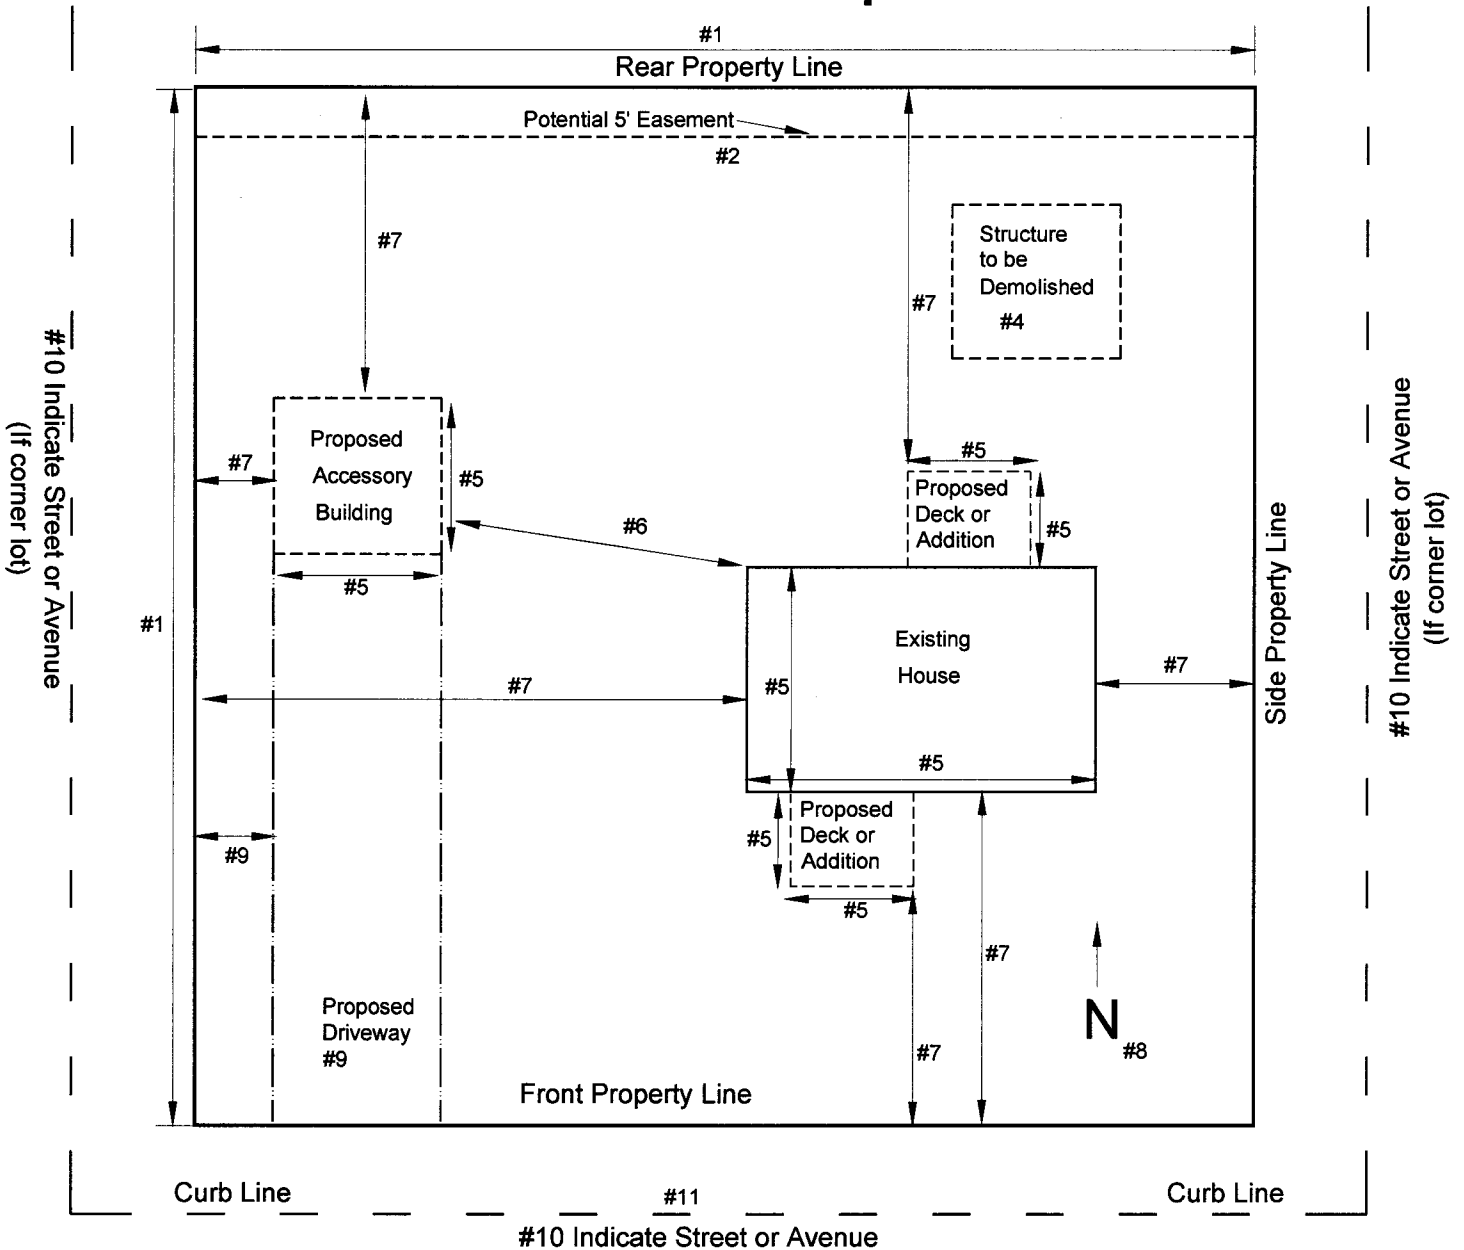 #1
Rear Property Line
Potential 5' Easement
#2
#7
Structure
to be
Demolished
#4
#7
Proposed
Accessory
Building
#7
#5
#5
#6
#5
Proposed
Deck or
Addition
#5
#1
Existing
House
#7
#5
#7
#5
Side Property Line
#10 Indicate Street or Avenue
(If corner lot)
#10 Indicate Street or Avenue
(If corner lot)
#9
Proposed
Deck or
Addition
#5
#5
#7
#7
N
#8
Proposed
Driveway
#9
Front Property Line
Curb Line
#11
Curb Line
#10 Indicate Street or Avenue